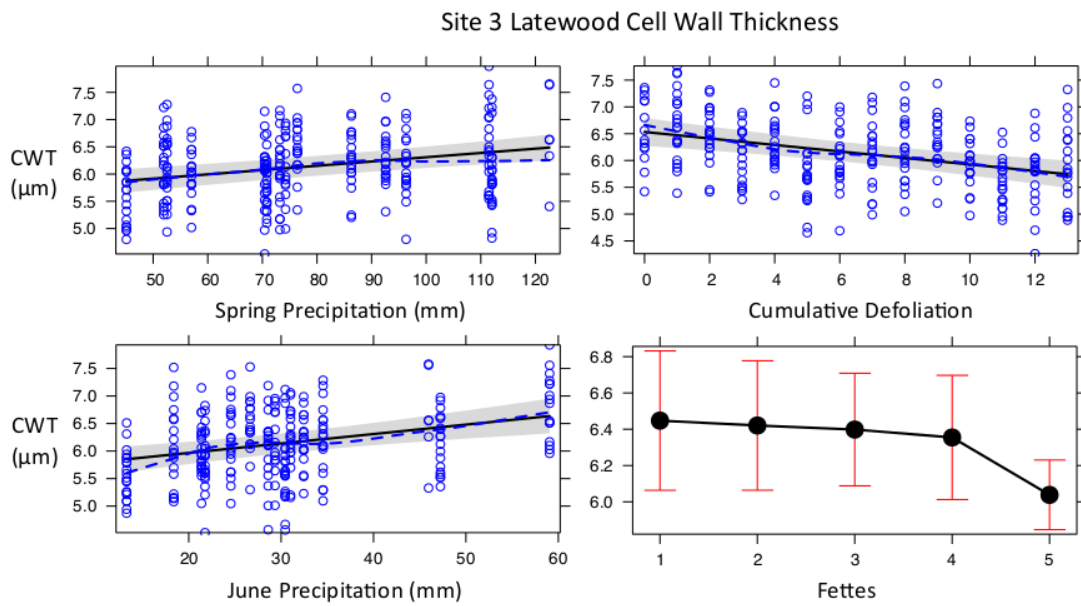 Site 3 Latewood Cell Wall Thickness
CWT
(µm)
7.5
7.0
6.5
6.0
5.5
5.0
50 60 70 80 90 100 110 120
Spring Precipitation (mm)
7.5
7.0
6.5
6.0
5.5
5.0
4.5
0 2 4 6 8 10 12
Cumulative Defoliation
CWT
(µm)
7.5
7.0
6.5
6.0
5.5
5.0
20 30 40 50 60
June Precipitation (mm)
6.8
6.4
6.2
6.0
1 2 3 4 5
Fettes